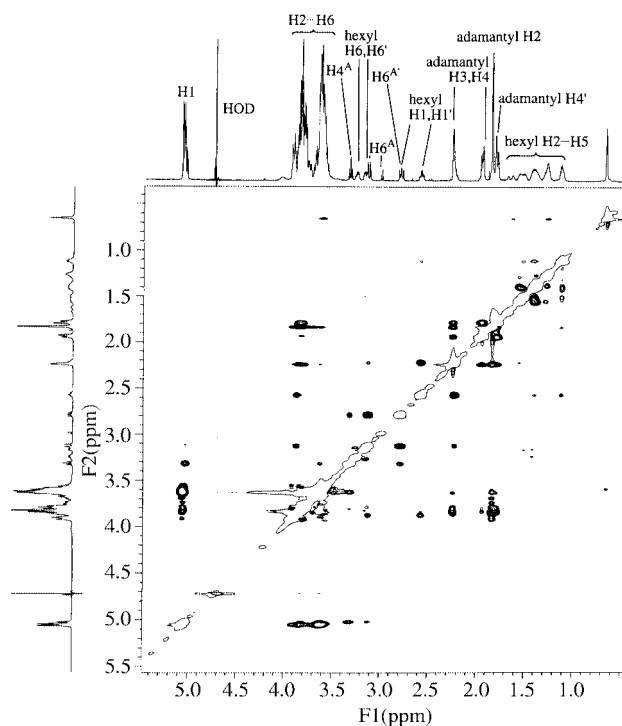 H2···H6
adamantyl H2
hexyl
H6,H6'
H4A
H6A'
adamantyl
H3,H4
hexyl
H1,H1'
adamantyl H4'
H1
HOD
H6A
hexyl H2−H5
1.0
1.5
2.0
2.5
3.0
3.5
4.0
4.5
5.0
5.5
F2(ppm)
5.0 4.5 4.0 3.5 3.0 2.5 2.0 1.5 1.0
F1(ppm)